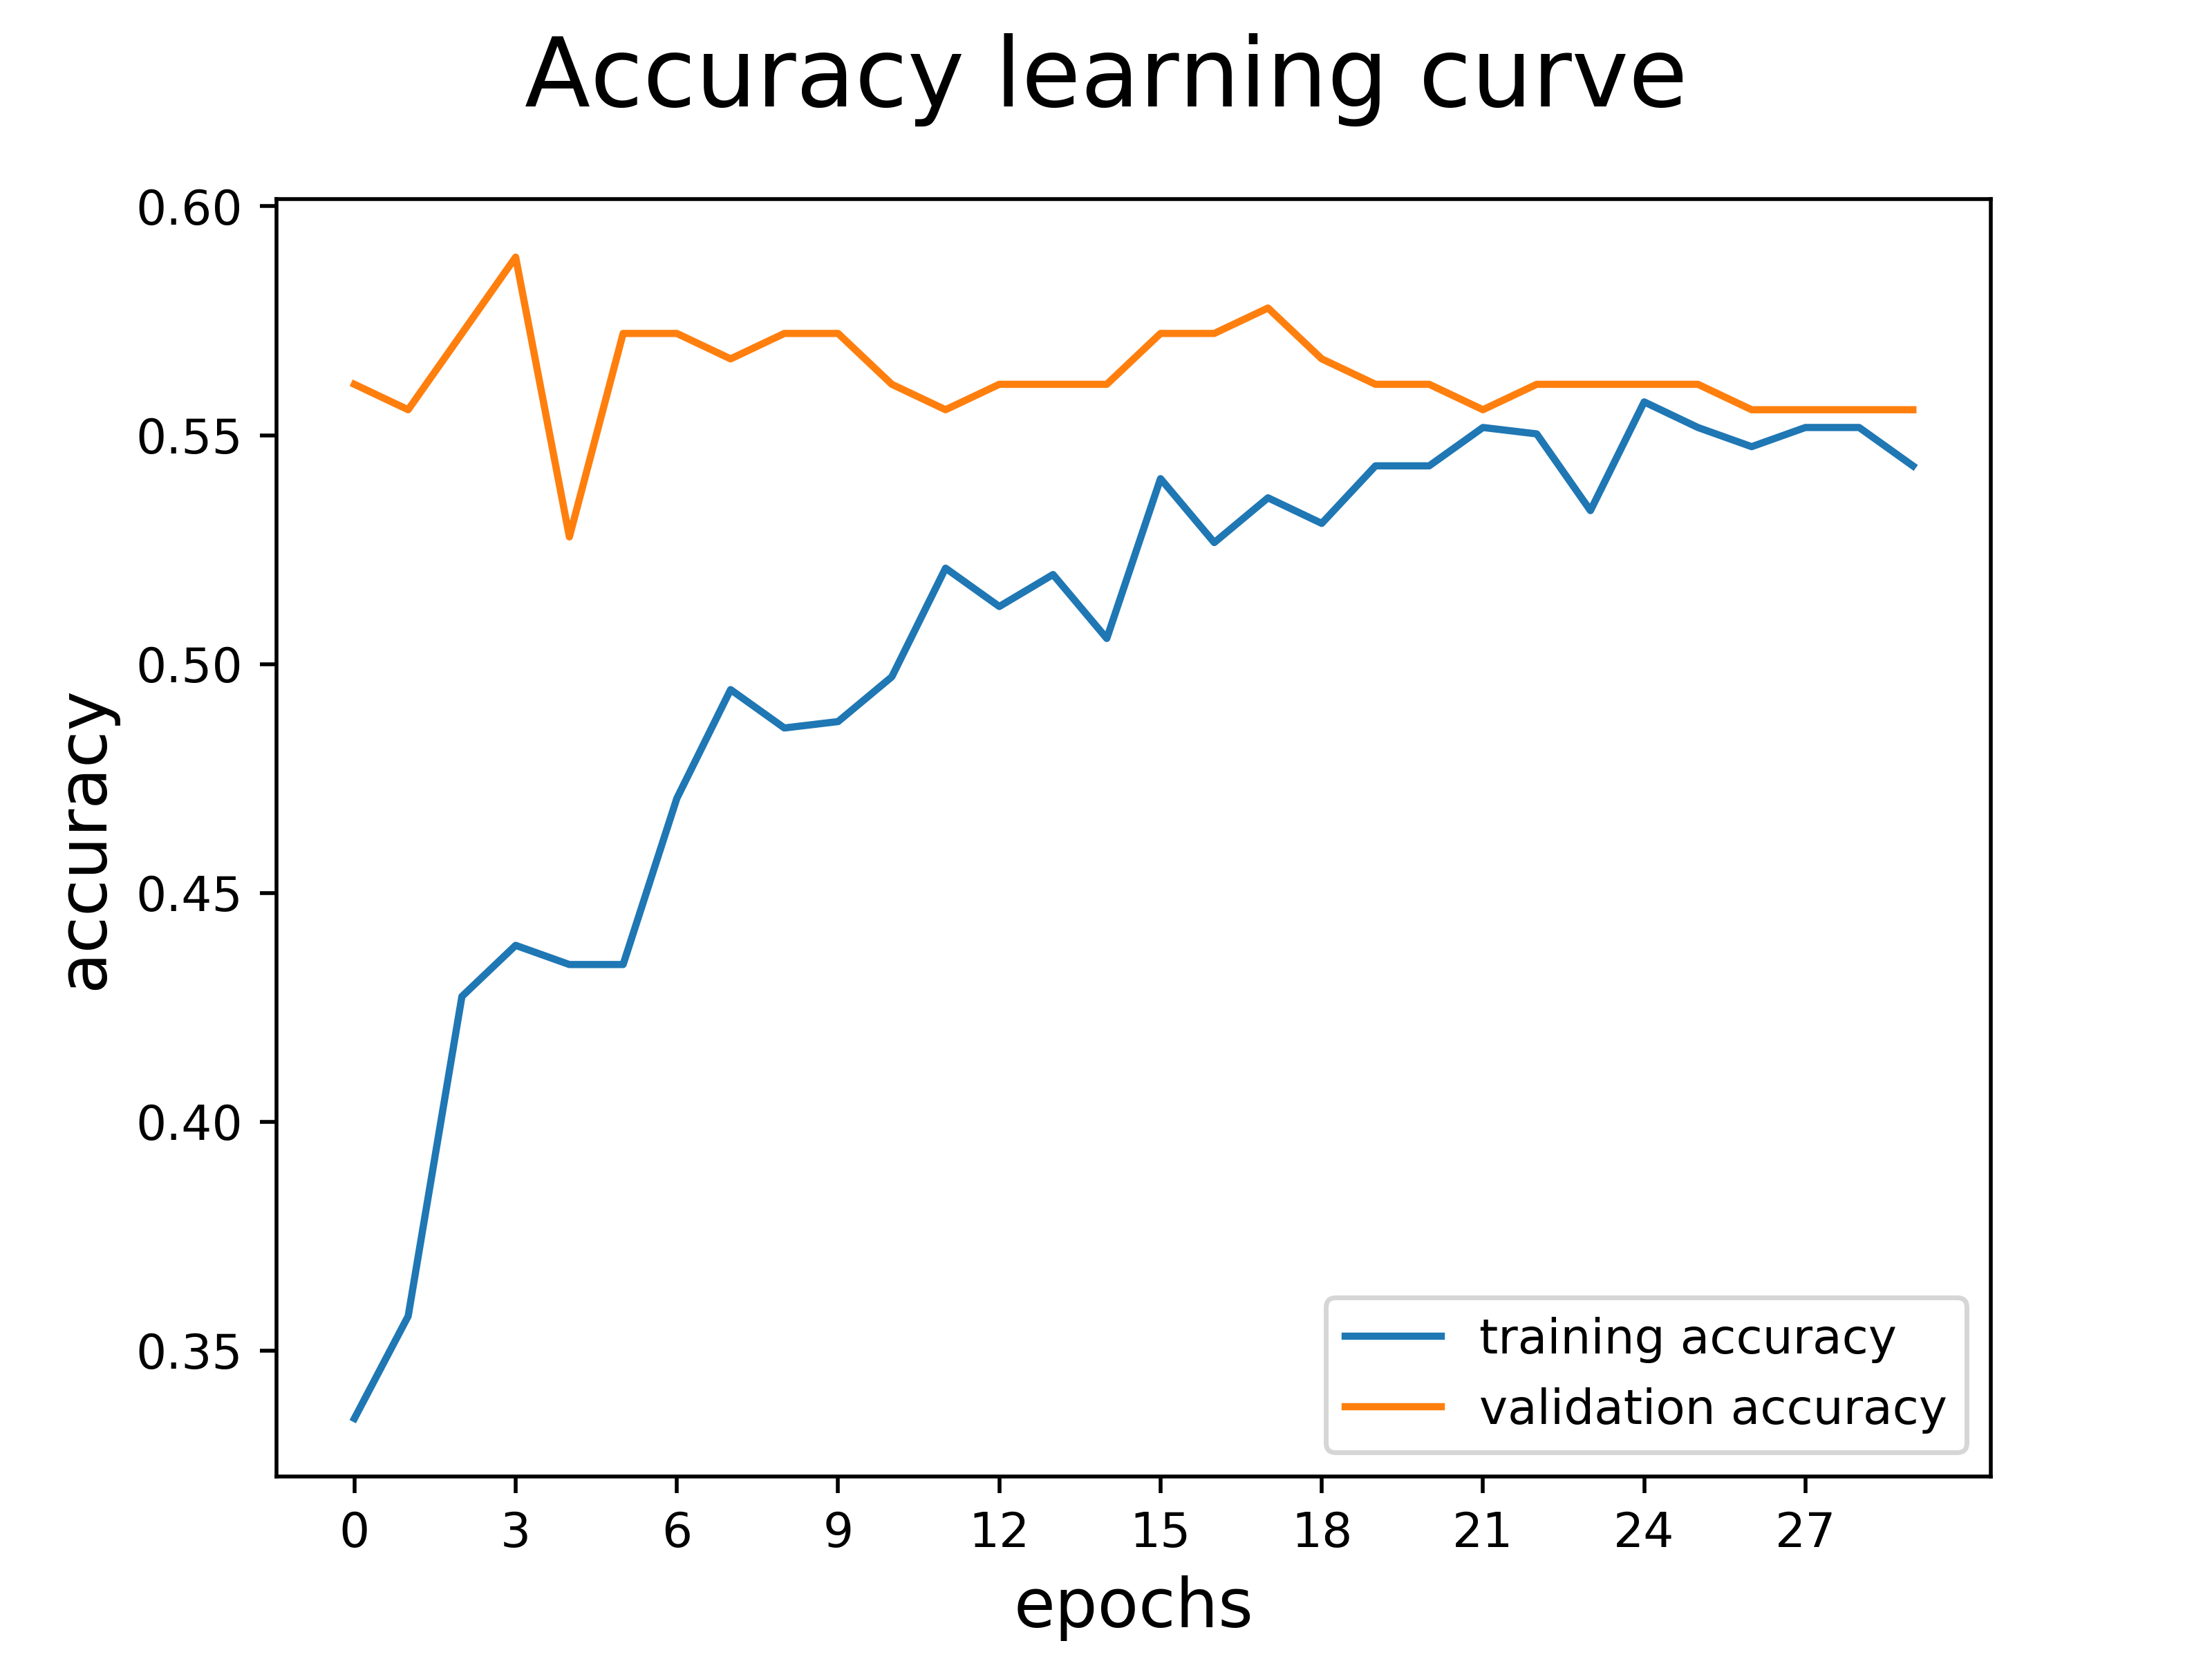 Accuracy learning curve
0.60
0.55
0.50
0.45
0.40
0.35
accuracy
training accuracy
validation accuracy
0 3 6 9 12 15 18 21 24 27
epochs